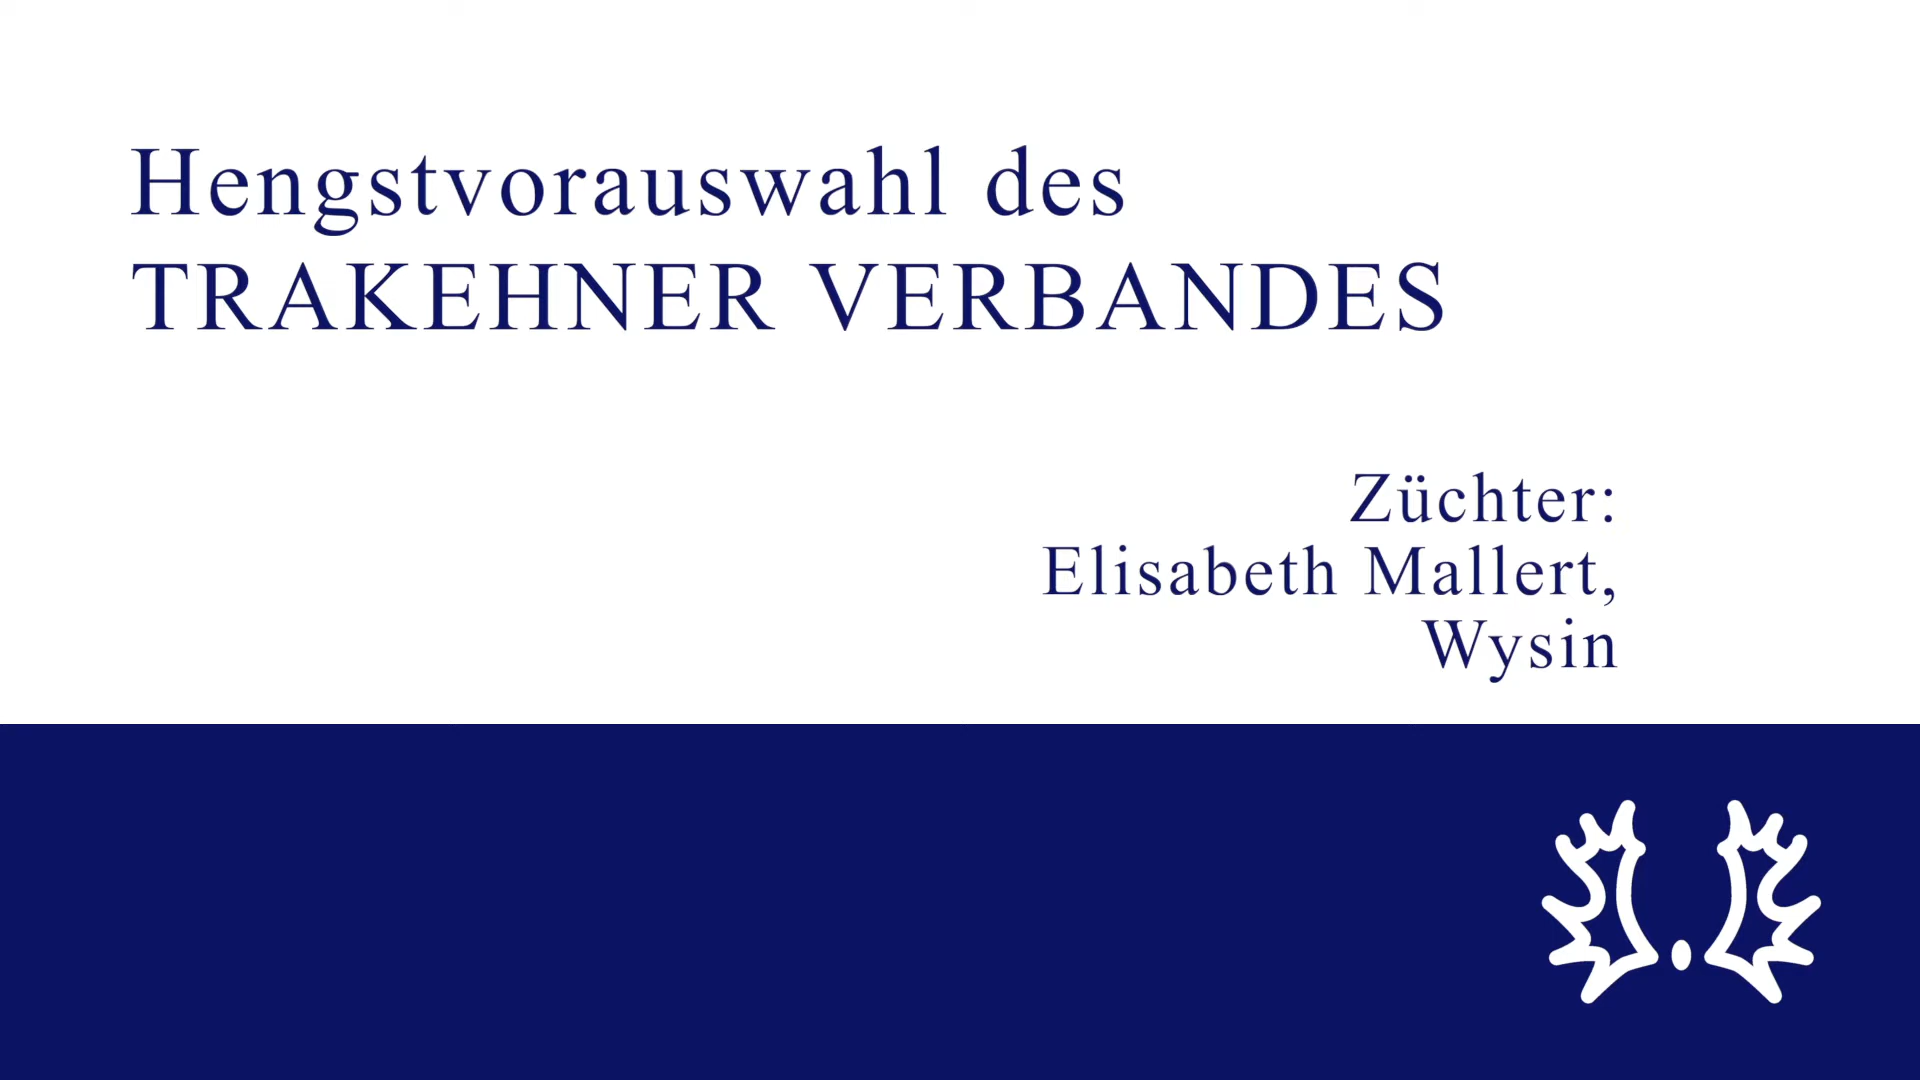 Hengstvorauswahl des
TRAKEHNER VERBANDES
Züchter:
Elisabeth Mallert,
Wysin